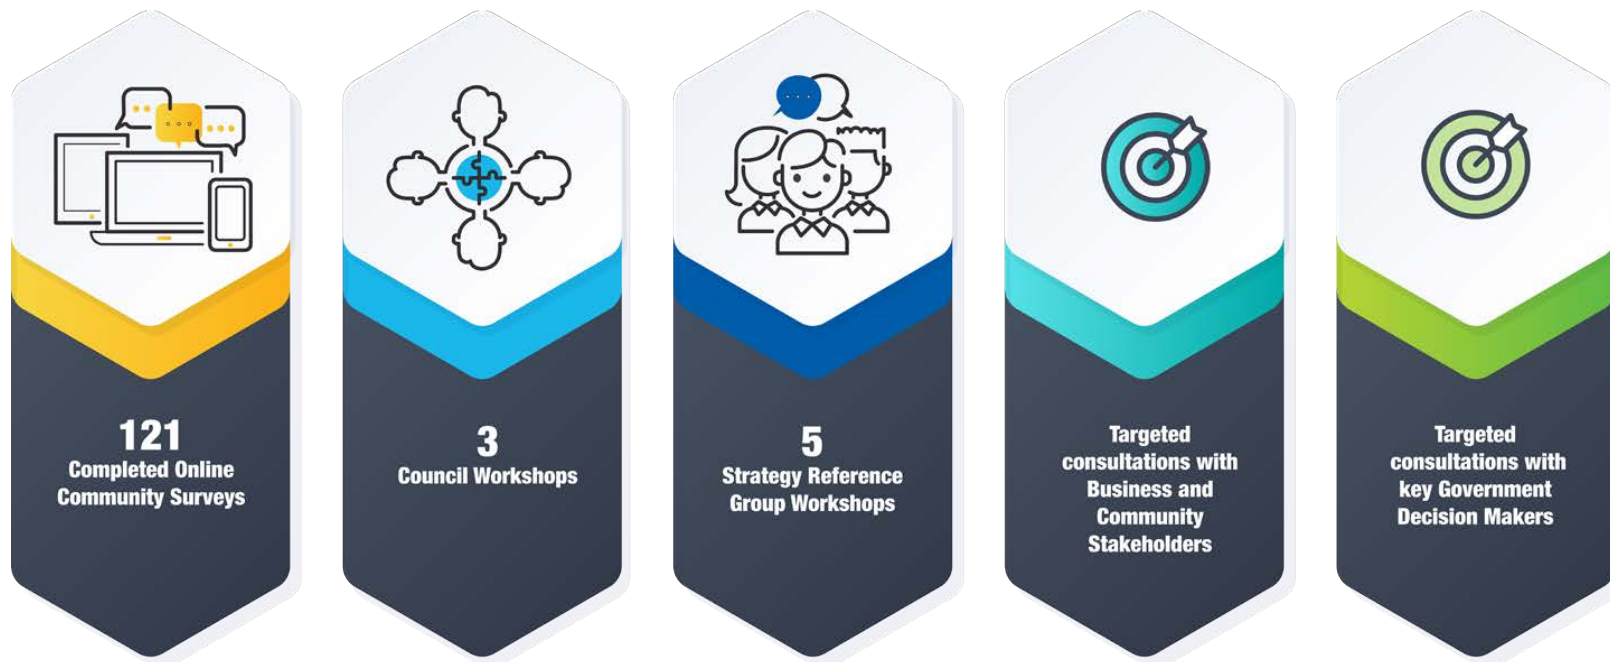 121
Completed Online
Community Surveys
3
Council Workshops
5
Strategy Reference
Group Workshops
Targeted
consultations with
Business and
Community
Stakeholders
Targeted
consultations with
key Government
Decision Makers